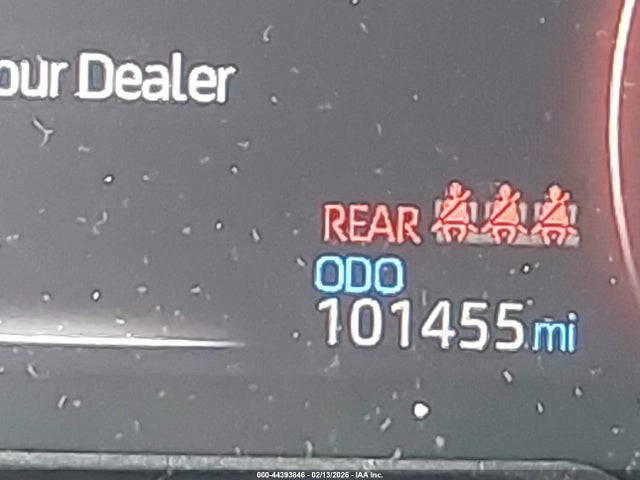 our Dealer
REAR
ODO
101455 mi
000-44393846 - 02/13/2026 - IAA Inc.